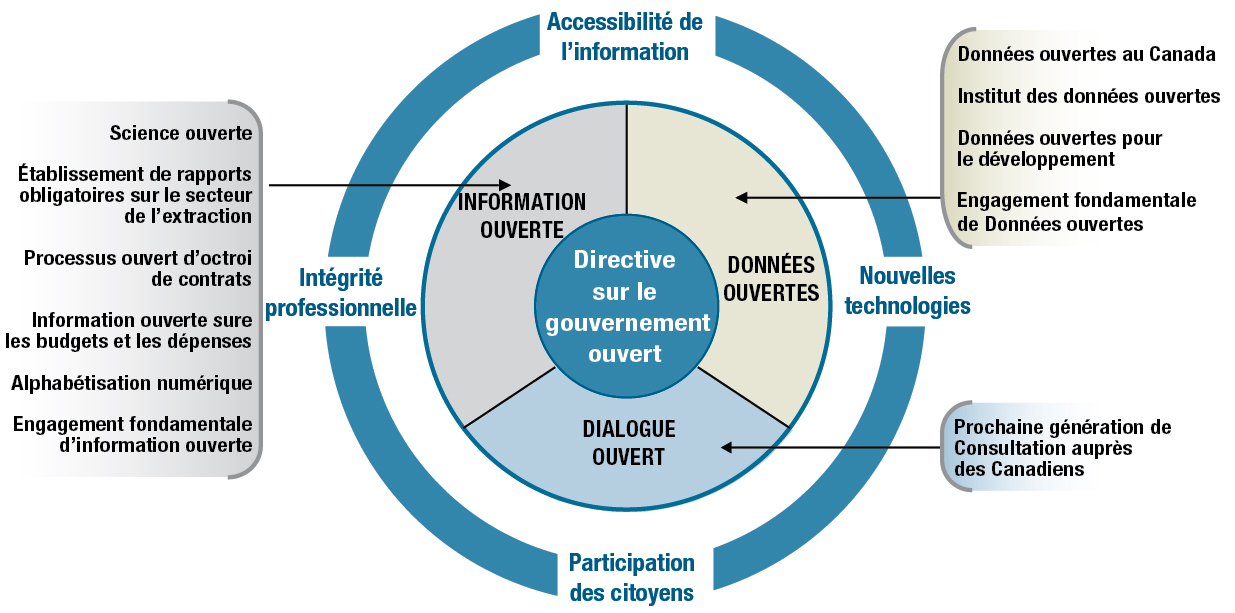 Accessibilité de
l'information
Science ouverte
Établissement de rapports
obligatoires sur le secteur
de l'extraction
Processus ouvert d'octroi
de contrats
Information ouverte sure
les budgets et les dépenses
Alphabétisation numérique
Engagement fondamentale
d'information ouverte
Intégrité
professionnelle
INFORMATION
OUVERTE
Directive
sur le
gouvernement
ouvert
DONNÉES
OUVERTES
DIALOGUE
OUVERT
Nouvelles
technologies
Données ouvertes au Canada
Institut des données ouvertes
Données ouvertes pour
le développement
Engagement fondamentale
de Données ouvertes
Prochaine génération de
Consultation auprès
des Canadiens
Participation
des citoyens